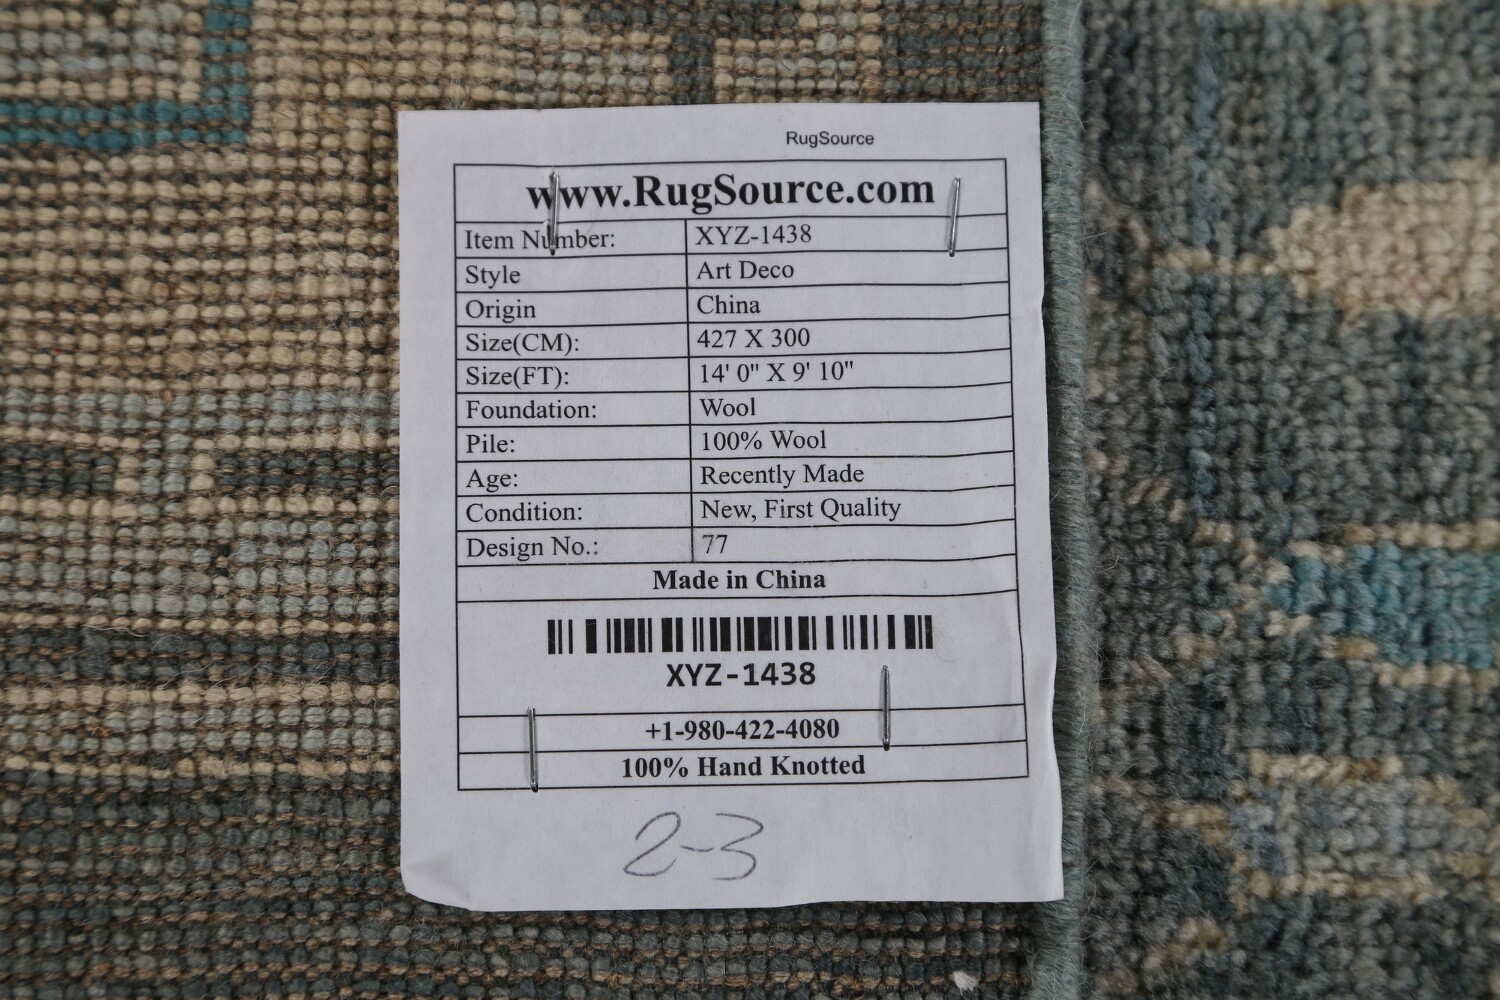 RugSource
www.RugSource.com
Item Number: XYZ-1438
Style Art Deco
Origin China
Size(CM): 427 X 300
Size(FT): 14' 0" X 9' 10"
Foundation: Wool
Pile: 100% Wool
Age: Recently Made
Condition: New, First Quality
Design No.: 77
Made in China
XYZ-1438
+1-980-422-4080
100% Hand Knotted
2-3